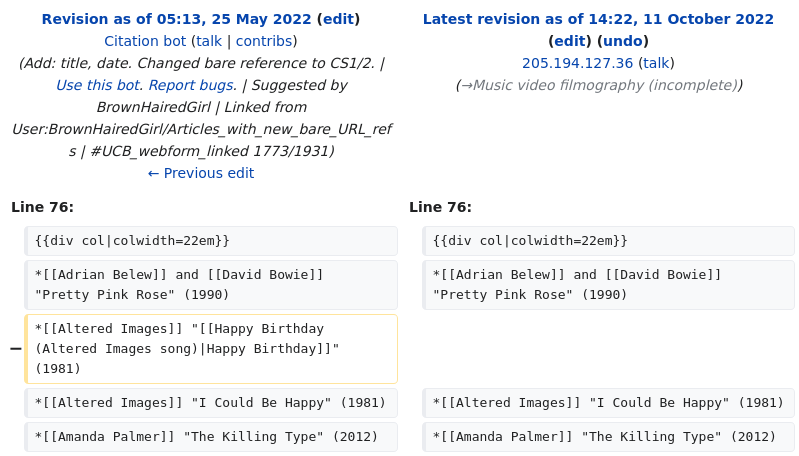 Revision as of 05:13, 25 May 2022 (edit)
Citation bot (talk | contribs)
(Add: title, date. Changed bare reference to CS1/2. |
Use this bot. Report bugs. | Suggested by
BrownHairedGirl | Linked from
User:BrownHairedGirl/Articles_with_new_bare_URL_ref
s | #UCB_webform_linked 1773/1931)
← Previous edit
Latest revision as of 14:22, 11 October 2022
(edit) (undo)
205.194.127.36 (talk)
(→Music video filmography (incomplete))
Line 76:
Line 76:
{{div col|colwidth=22em}}
{{div col|colwidth=22em}}
*[[Adrian Belew]] and [[David Bowie]]
"Pretty Pink Rose" (1990)
*[[Adrian Belew]] and [[David Bowie]]
"Pretty Pink Rose" (1990)
− *[[Altered Images]] "[[Happy Birthday
(Altered Images song)|Happy Birthday]]"
(1981)
*[[Altered Images]] "I Could Be Happy" (1981)
*[[Altered Images]] "I Could Be Happy" (1981)
*[[Amanda Palmer]] "The Killing Type" (2012)
*[[Amanda Palmer]] "The Killing Type" (2012)